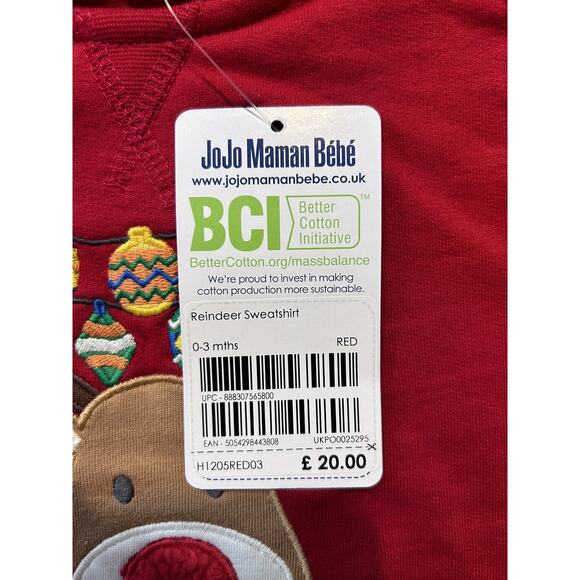 JoJo Maman Bébé
www.jojomamanbebe.co.uk
BCI Better Cotton Initiative™
BetterCotton.org/massbalance
We're proud to invest in making
cotton production more sustainable.
Reindeer Sweatshirt
0-3 mths RED
UPC - 888307565800
EAN - 5054298443808 UKPO0025295
H1205RED03 £ 20.00